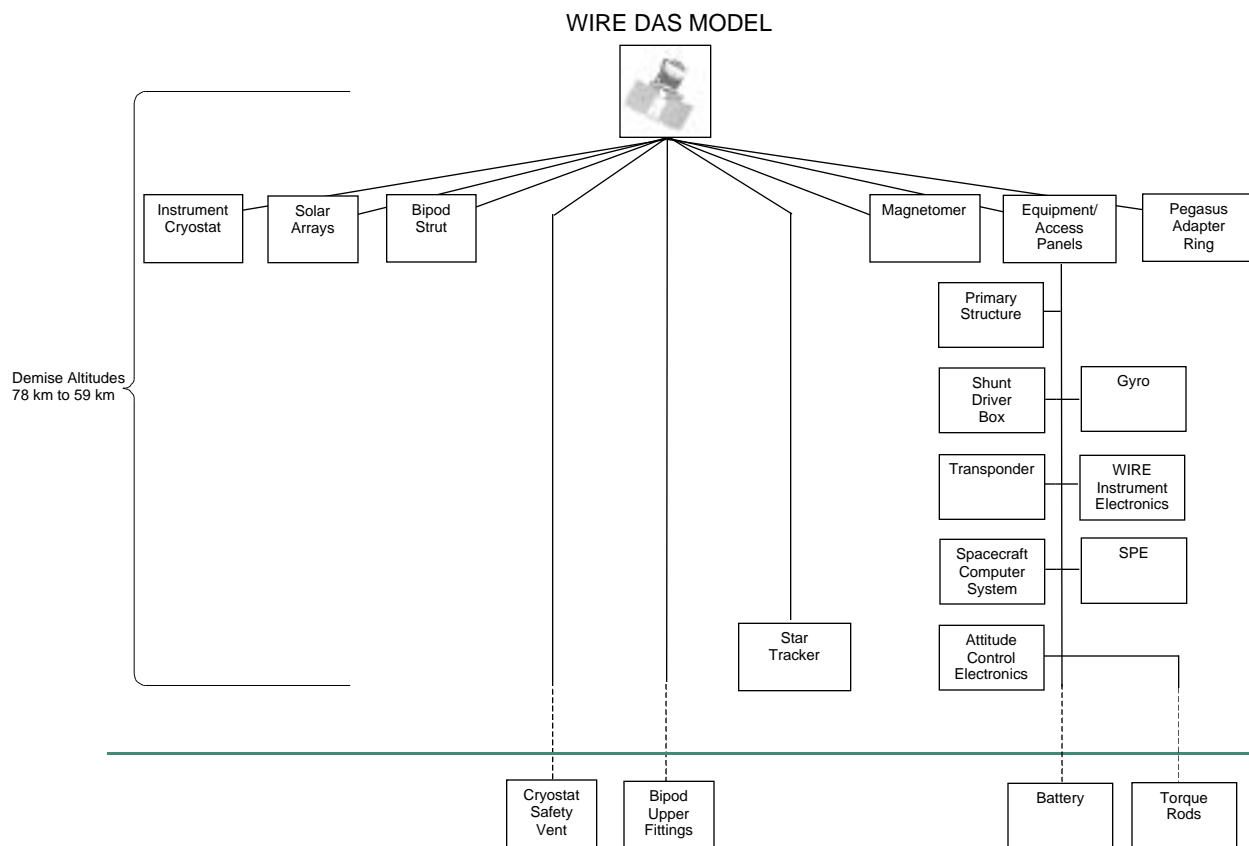 WIRE DAS MODEL
Instrument
Cryostat
Solar
Arrays
Bipod
Strut
Magnetomer
Equipment/
Access
Panels
Pegasus
Adapter
Ring
Primary
Structure
Demise Altitudes
78 km to 59 km
Shunt
Driver
Box
Gyro
Transponder
WIRE
Instrument
Electronics
Spacecraft
Computer
System
SPE
Star
Tracker
Attitude
Control
Electronics
Cryostat
Safety
Vent
Bipod
Upper
Fittings
Battery
Torque
Rods